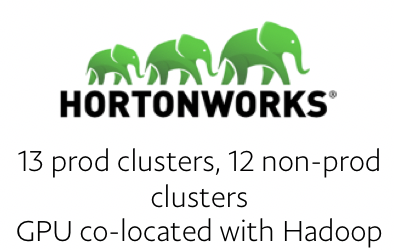 HORTONWORKS®
13 prod clusters, 12 non-prod
clusters
GPU co-located with Hadoop